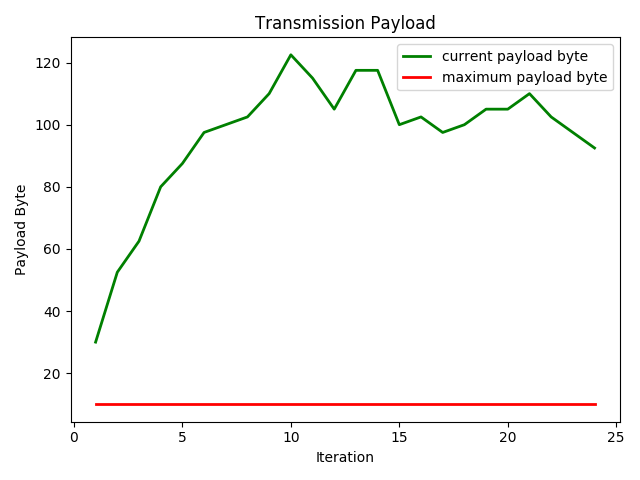 Transmission Payload
current payload byte
maximum payload byte
Payload Byte
120
100
80
60
40
20
0 5 10 15 20 25
Iteration